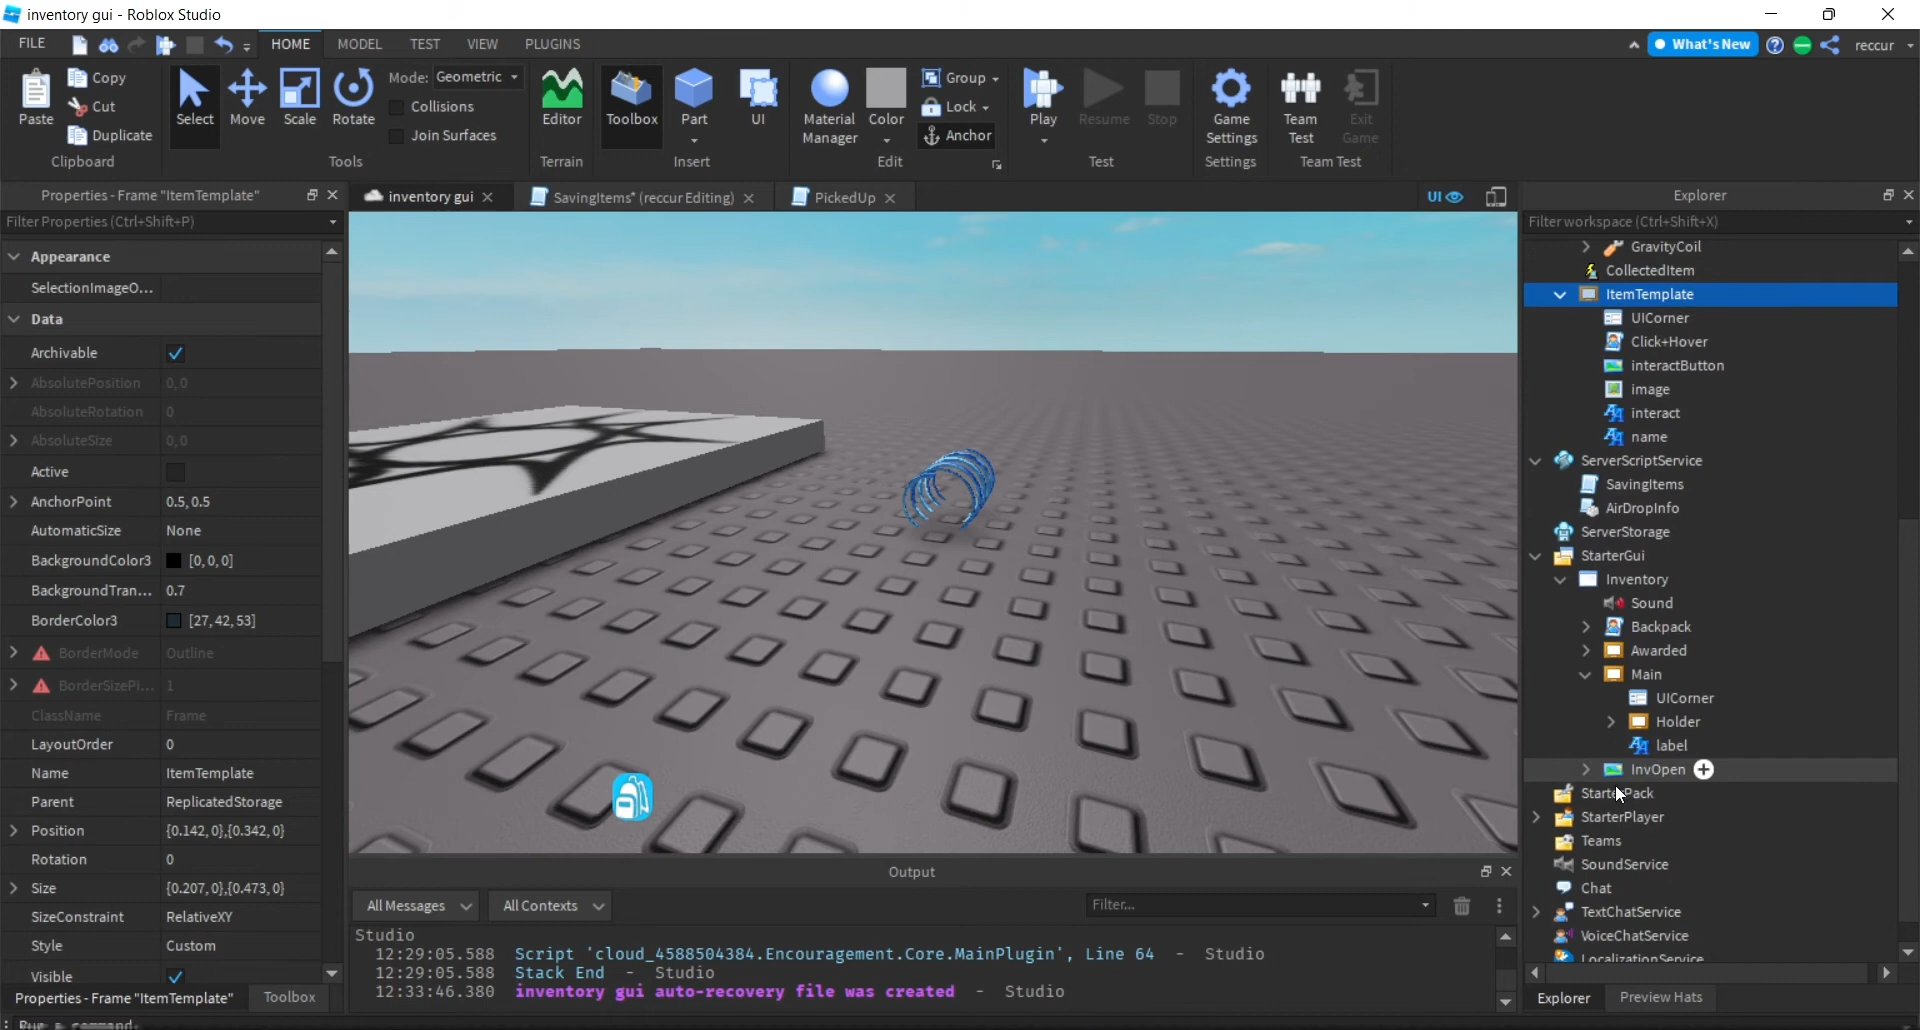 inventory gui - Roblox Studio
FILE
HOME
MODEL
TEST
VIEW
PLUGINS
What's New
reccur
Paste
Copy
Cut
Duplicate
Clipboard
Select
Move
Scale
Rotate
Mode: Geometric
Collisions
Join Surfaces
Tools
Editor
Terrain
Toolbox
Part
UI
Insert
Material
Manager
Color
Group
Lock
Anchor
Edit
Play
Resume
Stop
Test
Game
Settings
Settings
Team
Test
Exit
Game
Team Test
Properties - Frame "ItemTemplate"
Filter Properties (Ctrl+Shift+P)
Appearance
SelectionImageO...
Data
Archivable
AbsolutePosition 0, 0
AbsoluteRotation 0
AbsoluteSize 0, 0
Active
AnchorPoint 0.5, 0.5
AutomaticSize None
BackgroundColor3 [0, 0, 0]
BackgroundTran... 0.7
BorderColor3 [27, 42, 53]
BorderMode Outline
BorderSizePi... 1
ClassName Frame
LayoutOrder 0
Name ItemTemplate
Parent ReplicatedStorage
Position {0.142, 0},{0.342, 0}
Rotation 0
Size {0.207, 0},{0.473, 0}
SizeConstraint RelativeXY
Style Custom
Visible
Properties - Frame "ItemTemplate"
Toolbox
inventory gui
SavingItems* (reccur Editing)
PickedUp
UI
Output
All Messages
All Contexts
Filter...
Studio
12:29:05.588 Script 'cloud_4588504384.Encouragement.Core.MainPlugin', Line 64 - Studio
12:29:05.588 Stack End - Studio
12:33:46.380 inventory gui auto-recovery file was created - Studio
Explorer
Filter workspace (Ctrl+Shift+X)
GravityCoil
CollectedItem
ItemTemplate
UICorner
Click+Hover
interactButton
image
interact
name
ServerScriptService
SavingItems
AirDropInfo
ServerStorage
StarterGui
Inventory
Sound
Backpack
Awarded
Main
UICorner
Holder
label
InvOpen
StarterPack
StarterPlayer
Teams
SoundService
Chat
TextChatService
VoiceChatService
LocalizationService
Explorer
Preview Hats
Run a command